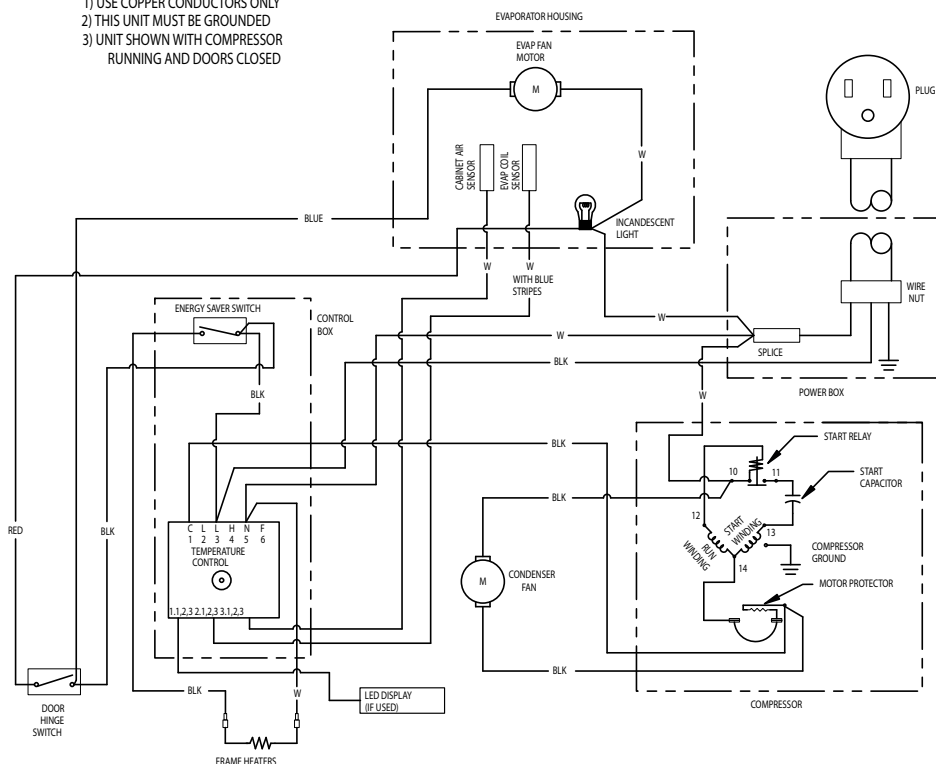 1) USE COPPER CONDUCTORS ONLY
2) THIS UNIT MUST BE GROUNDED
3) UNIT SHOWN WITH COMPRESSOR
RUNNING AND DOORS CLOSED
EVAPORATOR HOUSING
EVAP FAN
MOTOR
M
PLUG
W
CABINET AIR
SENSOR
EVAP COIL
SENSOR
BLUE
INCANDESCENT
LIGHT
W
W
WITH BLUE
STRIPES
WIRE
NUT
ENERGY SAVER SWITCH
CONTROL
BOX
W
W
SPLICE
BLK
POWER BOX
BLK
W
BLK
START RELAY
10
11
START
CAPACITOR
BLK
12
START
WINDING
13
RUN
WINDING
14
COMPRESSOR
GROUND
RED
BLK
C L L H N F
1 2 3 4 5 6
TEMPERATURE
CONTROL
M
CONDENSER
FAN
MOTOR PROTECTOR
1.1,2,3 2.1,2,3 3.1,2,3
BLK
BLK
W
LED DISPLAY
(IF USED)
DOOR
HINGE
SWITCH
COMPRESSOR
FRAME HEATERS